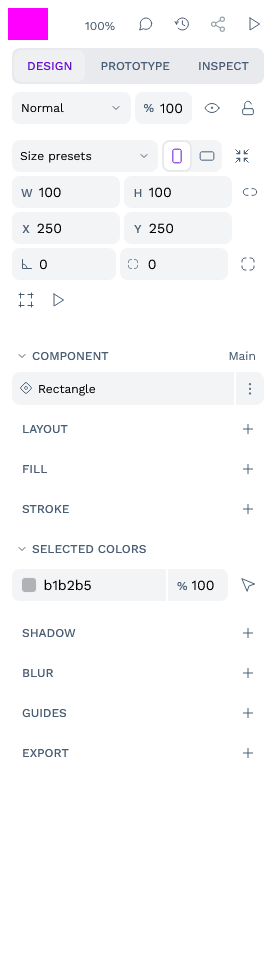 100%
DESIGN PROTOTYPE INSPECT
Normal % 100
Size presets
W 100 H 100
X 250 Y 250
0 0
COMPONENT Main
Rectangle
LAYOUT
FILL
STROKE
SELECTED COLORS
b1b2b5 % 100
SHADOW
BLUR
GUIDES
EXPORT